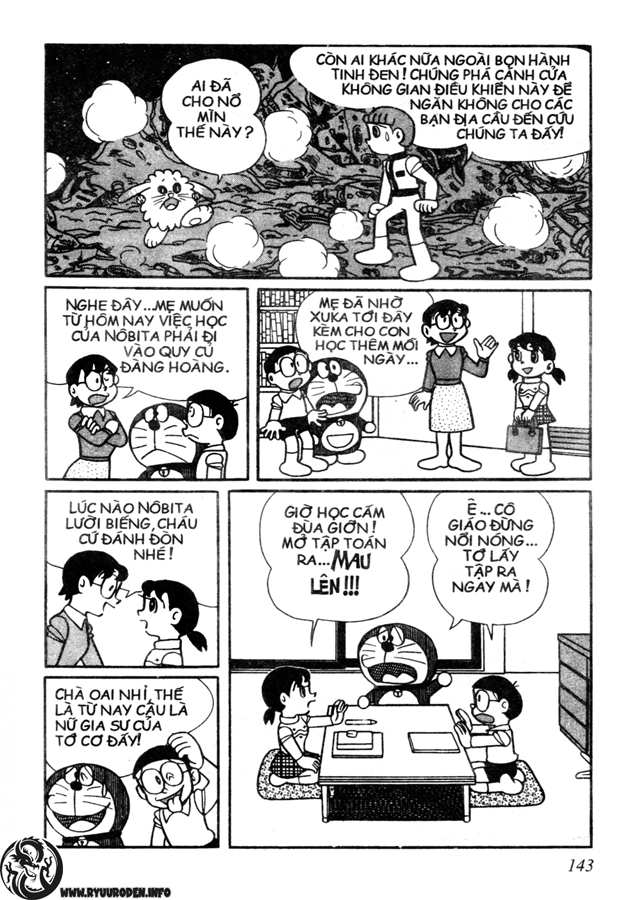 AI ĐÃ
CHO NỔ
MÌN
THẾ NÀY?
CÒN AI KHÁC NỮA NGOÀI BỌN HÀNH
TINH ĐEN! CHÚNG PHÁ CÁNH CỬA
KHÔNG GIAN ĐIỀU KHIỂN NÀY ĐỂ
NGĂN KHÔNG CHO CÁC
BẠN ĐỊA CẦU ĐẾN CỨU
CHÚNG TA ĐẤY!
NGHE ĐÂY...MẸ MUỐN
TỪ HÔM NAY VIỆC HỌC
CỦA NÔBITA PHẢI ĐI
VÀO QUY CỦ
ĐÀNG HOÀNG.
MẸ ĐÃ NHỜ
XUKA TỚI ĐÂY
KÈM CHO CON
HỌC THÊM MỖI
NGÀY...
LÚC NÀO NÔBITA
LƯỜI BIẾNG, CHÁU
CỨ ĐÁNH ĐÒN
NHÉ!
GIỜ HỌC CẤM
ĐÙA GIỚN!
MỞ TẬP TOÁN
RA... MAU
LÊN!!!
Ê... CÔ
GIÁO ĐỪNG
NỔI NÓNG...
TỚ LẤY
TẬP RA
NGAY MÀ!
CHÀ OAI NHỈ, THẾ
LÀ TỪ NAY CẬU LÀ
NỮ GIA SƯ CỦA
TỚ CƠ ĐẤY!
143
WWW.RYUURODEN.INFO